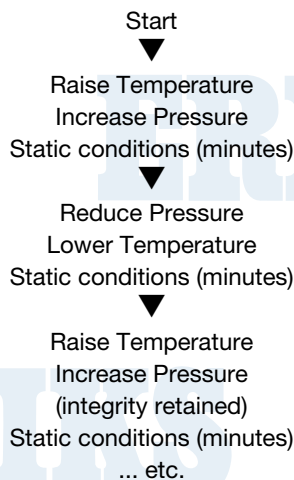 Start
Raise Temperature
Increase Pressure
Static conditions (minutes)
Reduce Pressure
Lower Temperature
Static conditions (minutes)
Raise Temperature
Increase Pressure
(integrity retained)
Static conditions (minutes)
... etc.